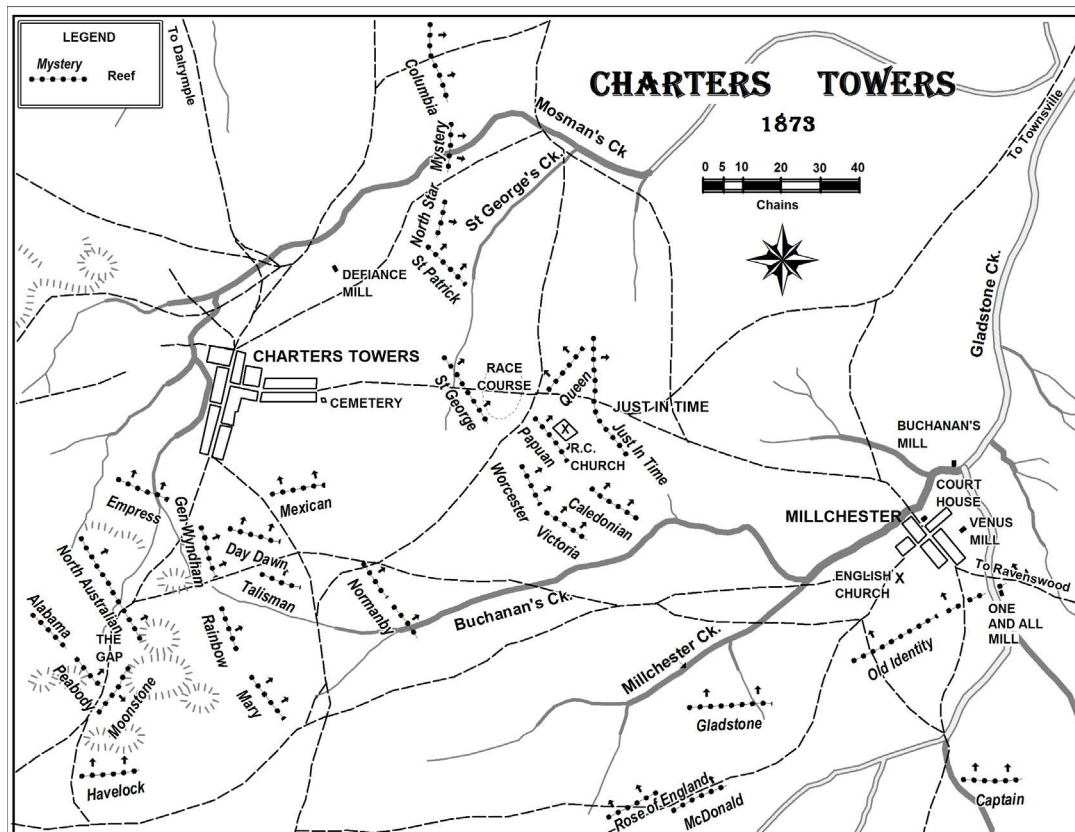 LEGEND
Mystery
Reef
To Dalrymple
Columbia
CHARTERS TOWERS
1873
Mosman's Ck
Mystery
St George's Ck.
To Townsville
0 5 10 20 30 40
Chains
North Star
St Patrick
DEFIANCE
MILL
Gladstone Ck.
CHARTERS TOWERS
RACE
COURSE
St George
Queen
CEMETERY
JUST IN TIME
Just In Time
Papuan
R.C.
CHURCH
BUCHANAN'S
MILL
COURT
HOUSE
Empress
Mexican
Worcester
Caledonian
Victoria
MILLCHESTER
VENUS
MILL
Gen Wyndham
Day Dawn
Talisman
North Australian
Normanby
Buchanan's Ck.
ENGLISH
CHURCH
X
To Ravenswood
ONE
AND ALL
MILL
Alabama
THE
GAP
Rainbow
Millchester Ck.
Old Identity
Peabody
Moonstone
Mary
Gladstone
Havelock
Rose of England
McDonald
Captain